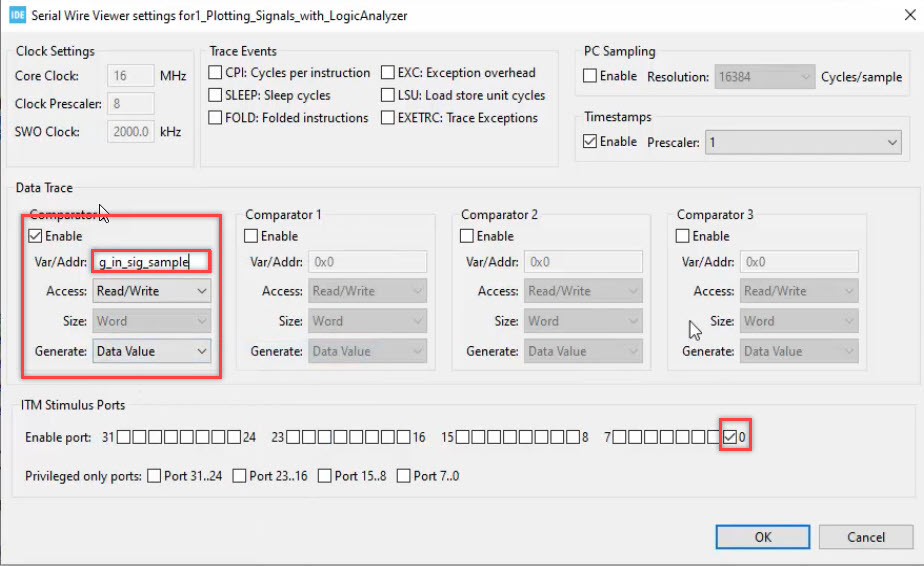 IDE Serial Wire Viewer settings for1_Plotting_Signals_with_LogicAnalyzer
Clock Settings
Core Clock: 16 MHz
Clock Prescaler: 8
SWO Clock: 2000.0 kHz
Trace Events
CPI: Cycles per instruction EXC: Exception overhead
SLEEP: Sleep cycles LSU: Load store unit cycles
FOLD: Folded instructions EXETRC: Trace Exceptions
PC Sampling
Enable Resolution: 16384 Cycles/sample
Timestamps
Enable Prescaler: 1
Data Trace
Comparator
Enable
Var/Addr: g_in_sig_sample
Access: Read/Write
Size: Word
Generate: Data Value
Comparator 1
Enable
Var/Addr: 0x0
Access: Read/Write
Size: Word
Generate: Data Value
Comparator 2
Enable
Var/Addr: 0x0
Access: Read/Write
Size: Word
Generate: Data Value
Comparator 3
Enable
Var/Addr: 0x0
Access: Read/Write
Size: Word
Generate: Data Value
ITM Stimulus Ports
Enable port: 31 24 23 16 15 8 7 0
Privileged only ports: Port 31..24 Port 23..16 Port 15..8 Port 7..0
OK Cancel